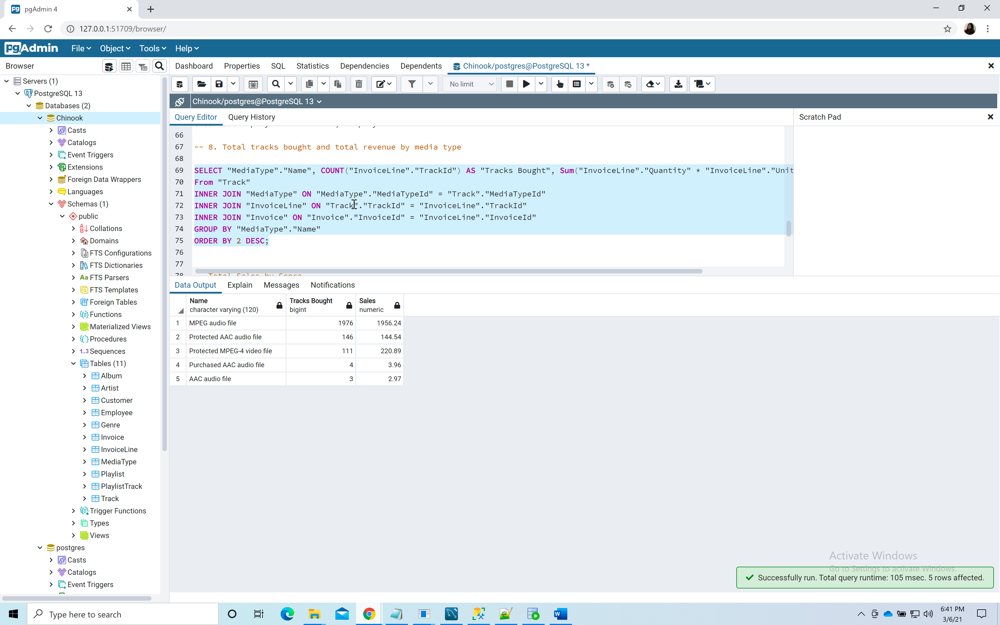 pgAdmin 4
127.0.0.1:51709/browser/
pgAdmin File Object Tools Help
Browser
Dashboard Properties SQL Statistics Dependencies Dependents Chinook/postgres@PostgreSQL 13 *
No limit
Chinook/postgres@PostgreSQL 13
Query Editor Query History
Scratch Pad
Servers (1)
PostgreSQL 13
Databases (2)
Chinook
Casts
Catalogs
Event Triggers
Extensions
Foreign Data Wrappers
Languages
Schemas (1)
public
Collations
Domains
FTS Configurations
FTS Dictionaries
Aa FTS Parsers
FTS Templates
Foreign Tables
Functions
Materialized Views
Procedures
1..3 Sequences
Tables (11)
Album
Artist
Customer
Employee
Genre
Invoice
InvoiceLine
MediaType
Playlist
PlaylistTrack
Track
Trigger Functions
Types
Views
postgres
Casts
Catalogs
Event Triggers
66
67 -- 8. Total tracks bought and total revenue by media type
68
69 SELECT "MediaType"."Name", COUNT("InvoiceLine"."TrackId") AS "Tracks Bought", Sum("InvoiceLine"."Quantity" * "InvoiceLine"."Unit
70 From "Track"
71 INNER JOIN "MediaType" ON "MediaType"."MediaTypeId" = "Track"."MediaTypeId"
72 INNER JOIN "InvoiceLine" ON "Track"."TrackId" = "InvoiceLine"."TrackId"
73 INNER JOIN "Invoice" ON "Invoice"."InvoiceId" = "InvoiceLine"."InvoiceId"
74 GROUP BY "MediaType"."Name"
75 ORDER BY 2 DESC;
76
77
78 Total Sales by Genre
Data Output Explain Messages Notifications
Name Tracks Bought Sales
character varying (120) bigint numeric
1 MPEG audio file 1976 1956.24
2 Protected AAC audio file 146 144.54
3 Protected MPEG-4 video file 111 220.89
4 Purchased AAC audio file 4 3.96
5 AAC audio file 3 2.97
Activate Windows
Go to Settings to activate Windows.
Successfully run. Total query runtime: 105 msec. 5 rows affected.
Type here to search
6:41 PM
3/6/21